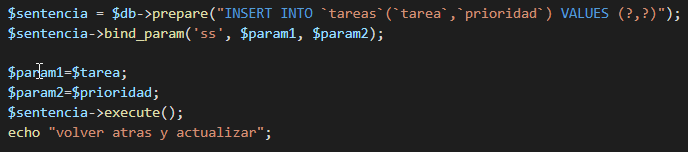 $sentencia = $db->prepare("INSERT INTO `tareas`(`tarea`,`prioridad`) VALUES (?,?)");
$sentencia->bind_param('ss', $param1, $param2);
$param1=$tarea;
$param2=$prioridad;
$sentencia->execute();
echo "volver atras y actualizar";